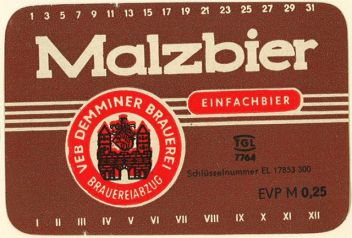 1 3 5 7 9 11 13 15 17 19 21 23 25 27 29 31
Malzbier
EINFACHBIER
VEB DEMMINER BRAUEREI
BRAUEREIABZUG
TGL
7764
Schlüsselnummer EL 17853 300
EVP M 0,25
I II III IV V VI VII VIII IX X XI XII